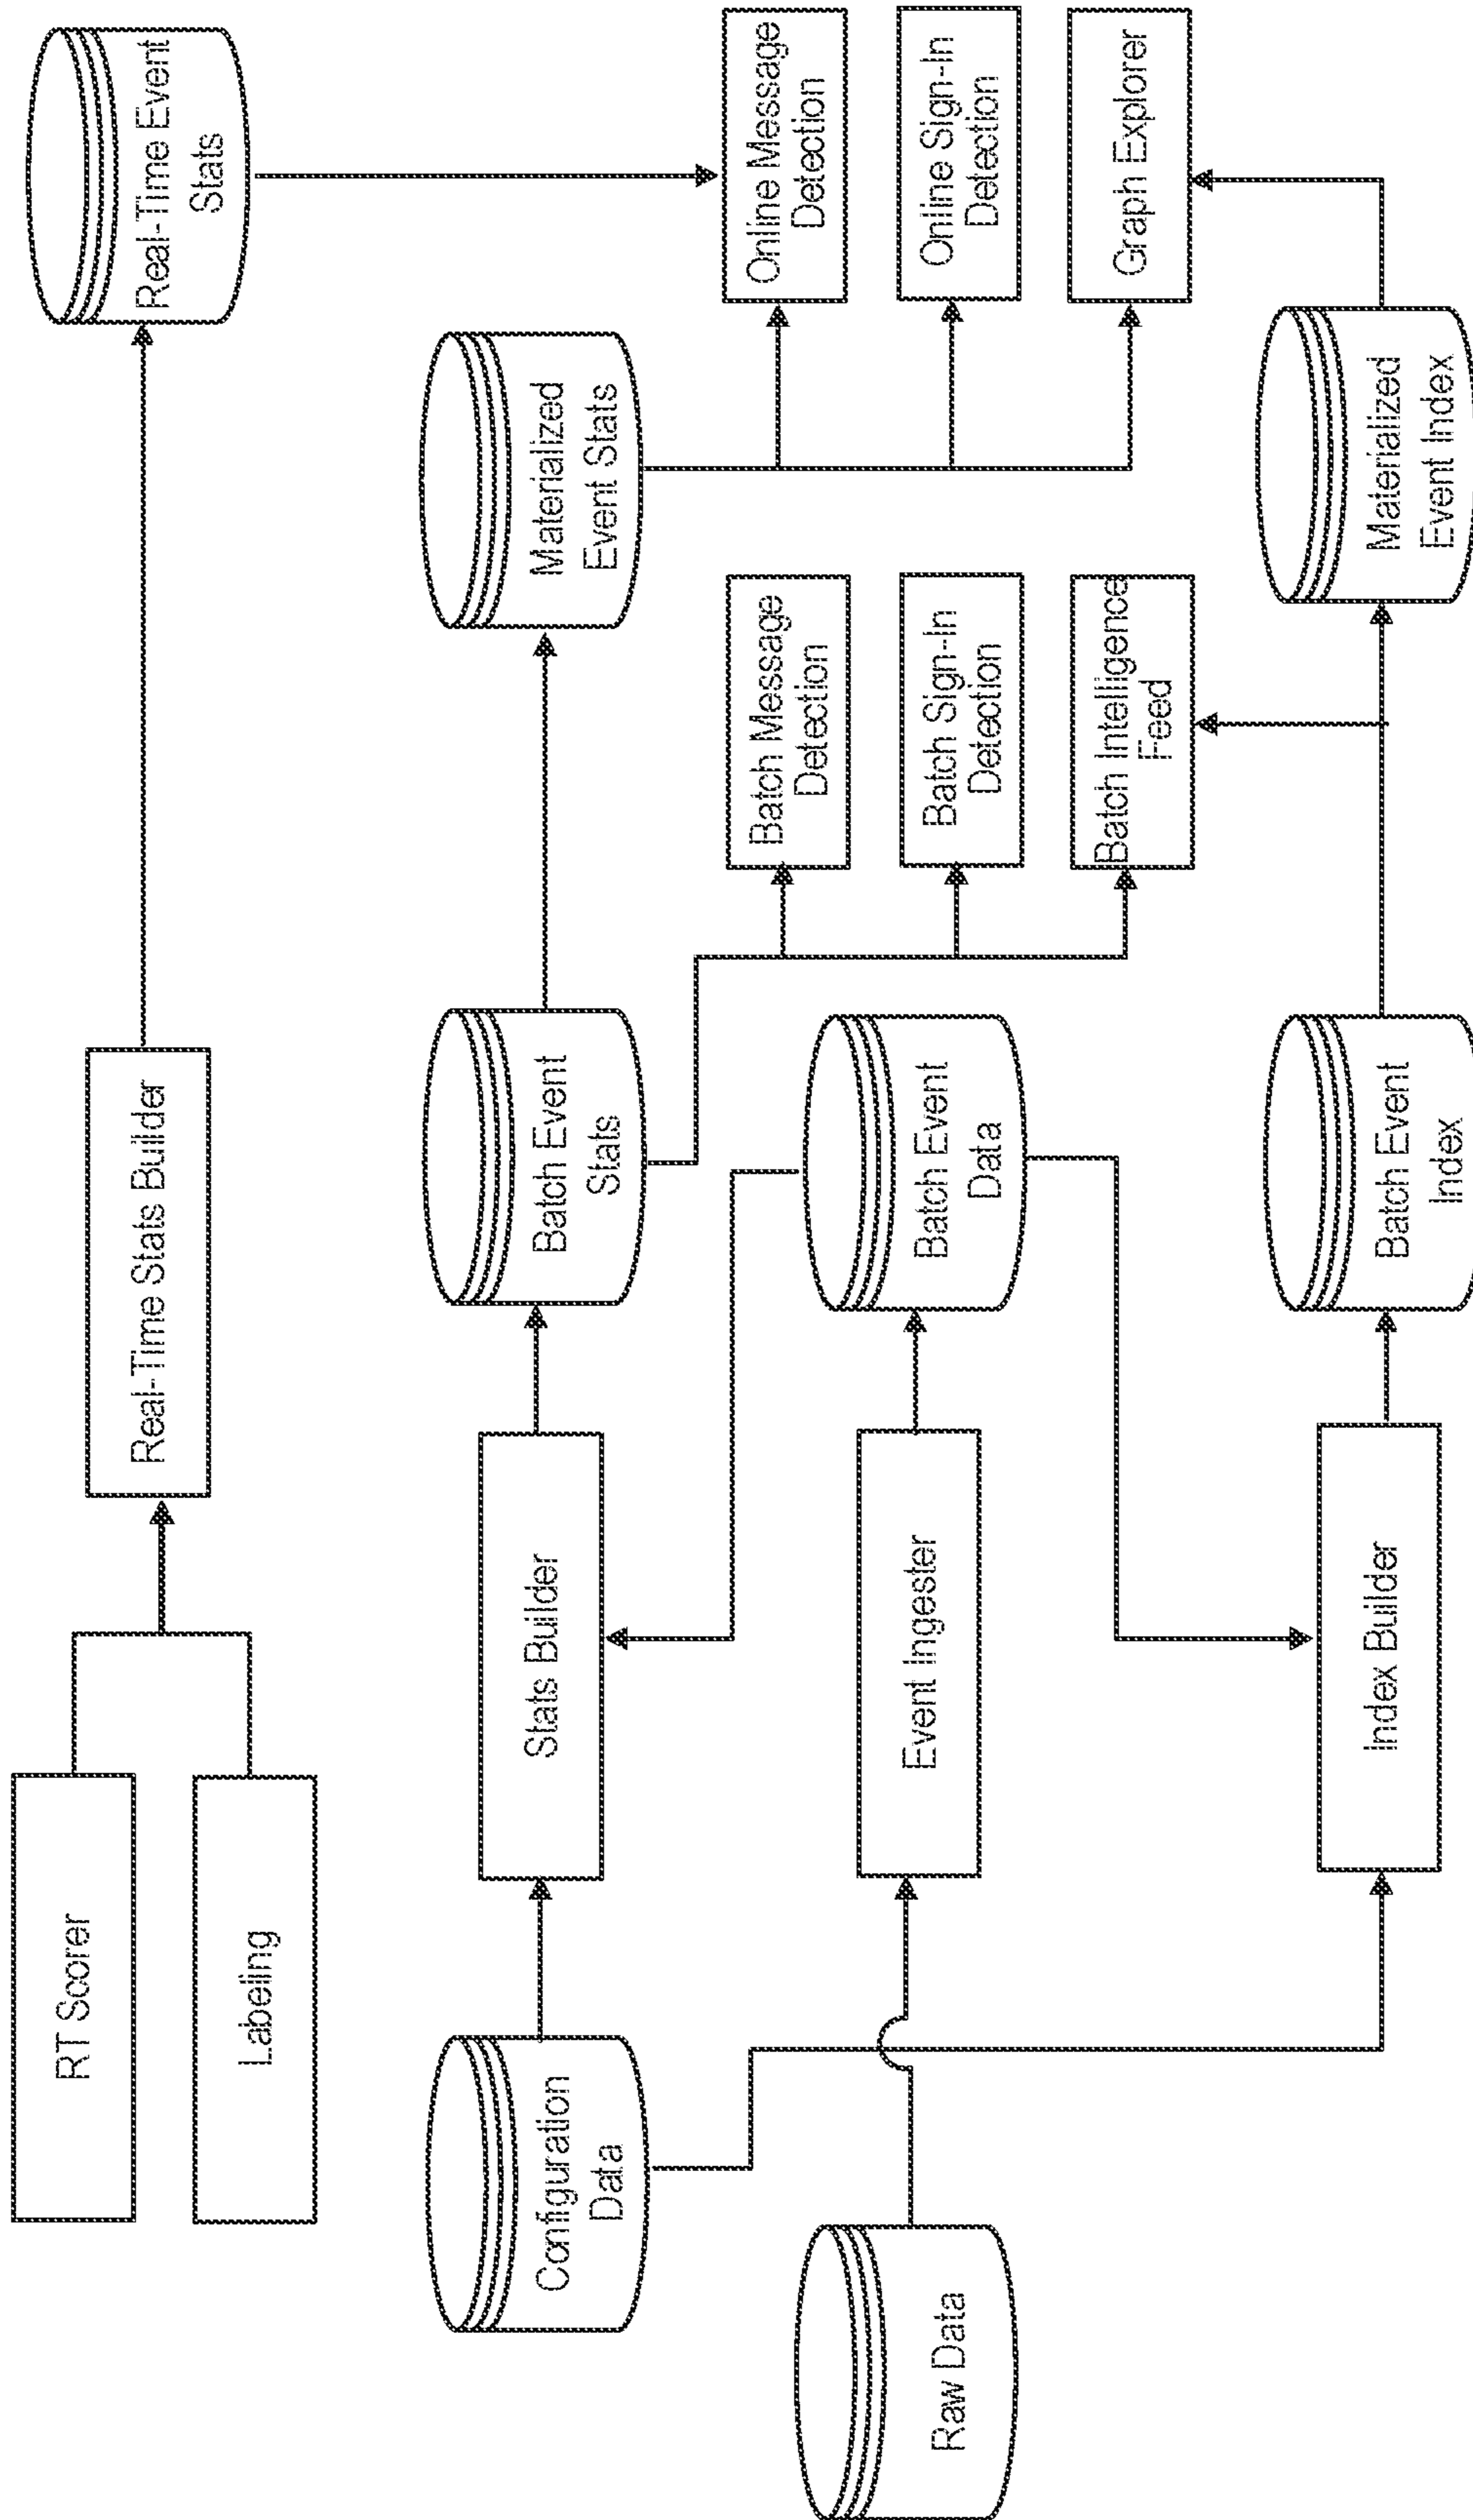 RT Scorer
Labeling
Real-Time Stats Builder
Real-Time Event
Stats
Configuration
Data
Stats Builder
Batch Event
Stats
Materialized
Event Stats
Raw Data
Event Ingester
Batch Event
Data
Batch Message
Detection
Batch Sign-In
Detection
Batch Intelligence
Feed
Online Message
Detection
Online Sign-In
Detection
Graph Explorer
Index Builder
Batch Event
Index
Materialized
Event Index